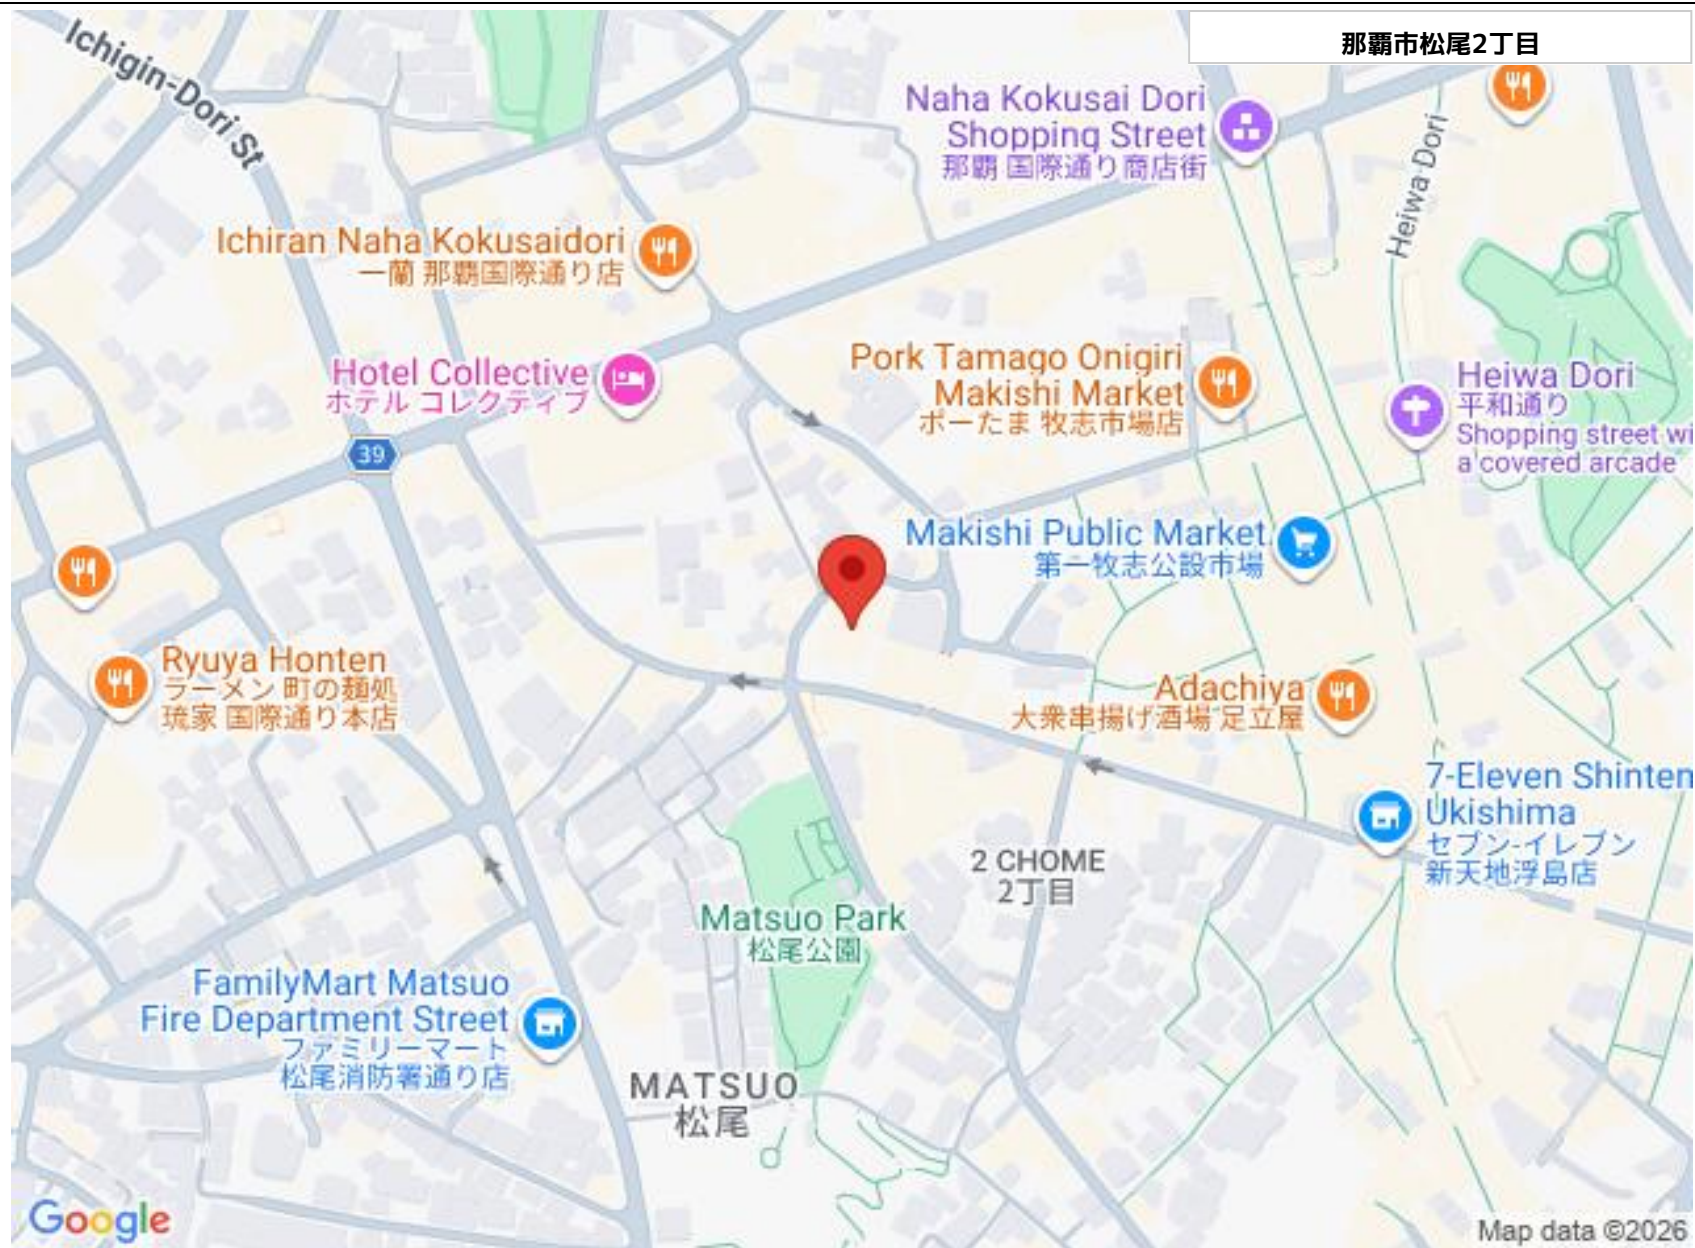 那覇市松尾2丁目
Ichigin-Dori St
Naha Kokusai Dori
Shopping Street
那覇 国際通り商店街
Heiwa Dori
Ichiran Naha Kokusaidori
一蘭 那覇国際通り店
Hotel Collective
ホテル コレクティブ
Pork Tamago Onigiri
Makishi Market
ポーたま 牧志市場店
Heiwa Dori
平和通り
Shopping street wi
a covered arcade
39
Makishi Public Market
第一牧志公設市場
Ryuya Honten
ラーメン 町の麺処
琉家 国際通り本店
Adachiya
大衆串揚げ酒場 足立屋
7-Eleven Shinten
Ukishima
セブン-イレブン
新天地浮島店
2 CHOME
2丁目
Matsuo Park
松尾公園
FamilyMart Matsuo
Fire Department Street
ファミリーマート
松尾消防署通り店
MATSUO
松尾
Google
Map data ©2026